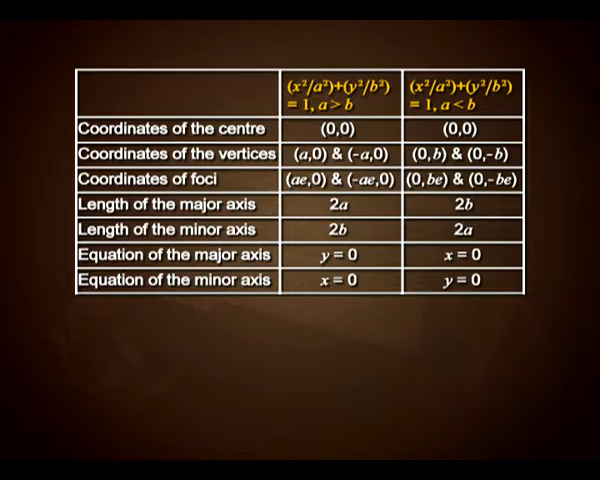 (x²/a²)+(y²/b²) (x²/a²)+(y²/b²)
= 1, a > b = 1, a < b
Coordinates of the centre (0,0) (0,0)
Coordinates of the vertices (a,0) & (-a,0) (0,b) & (0,-b)
Coordinates of foci (ae,0) & (-ae,0) (0,be) & (0,-be)
Length of the major axis 2a 2b
Length of the minor axis 2b 2a
Equation of the major axis y = 0 x = 0
Equation of the minor axis x = 0 y = 0